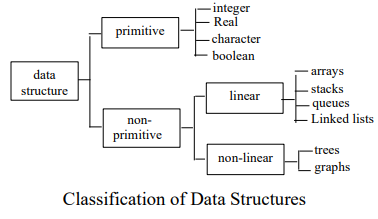 integer
Real
primitive
character
boolean
data
structure
arrays
linear
stacks
queues
Linked lists
non-
primitive
trees
non-linear
graphs
Classification of Data Structures